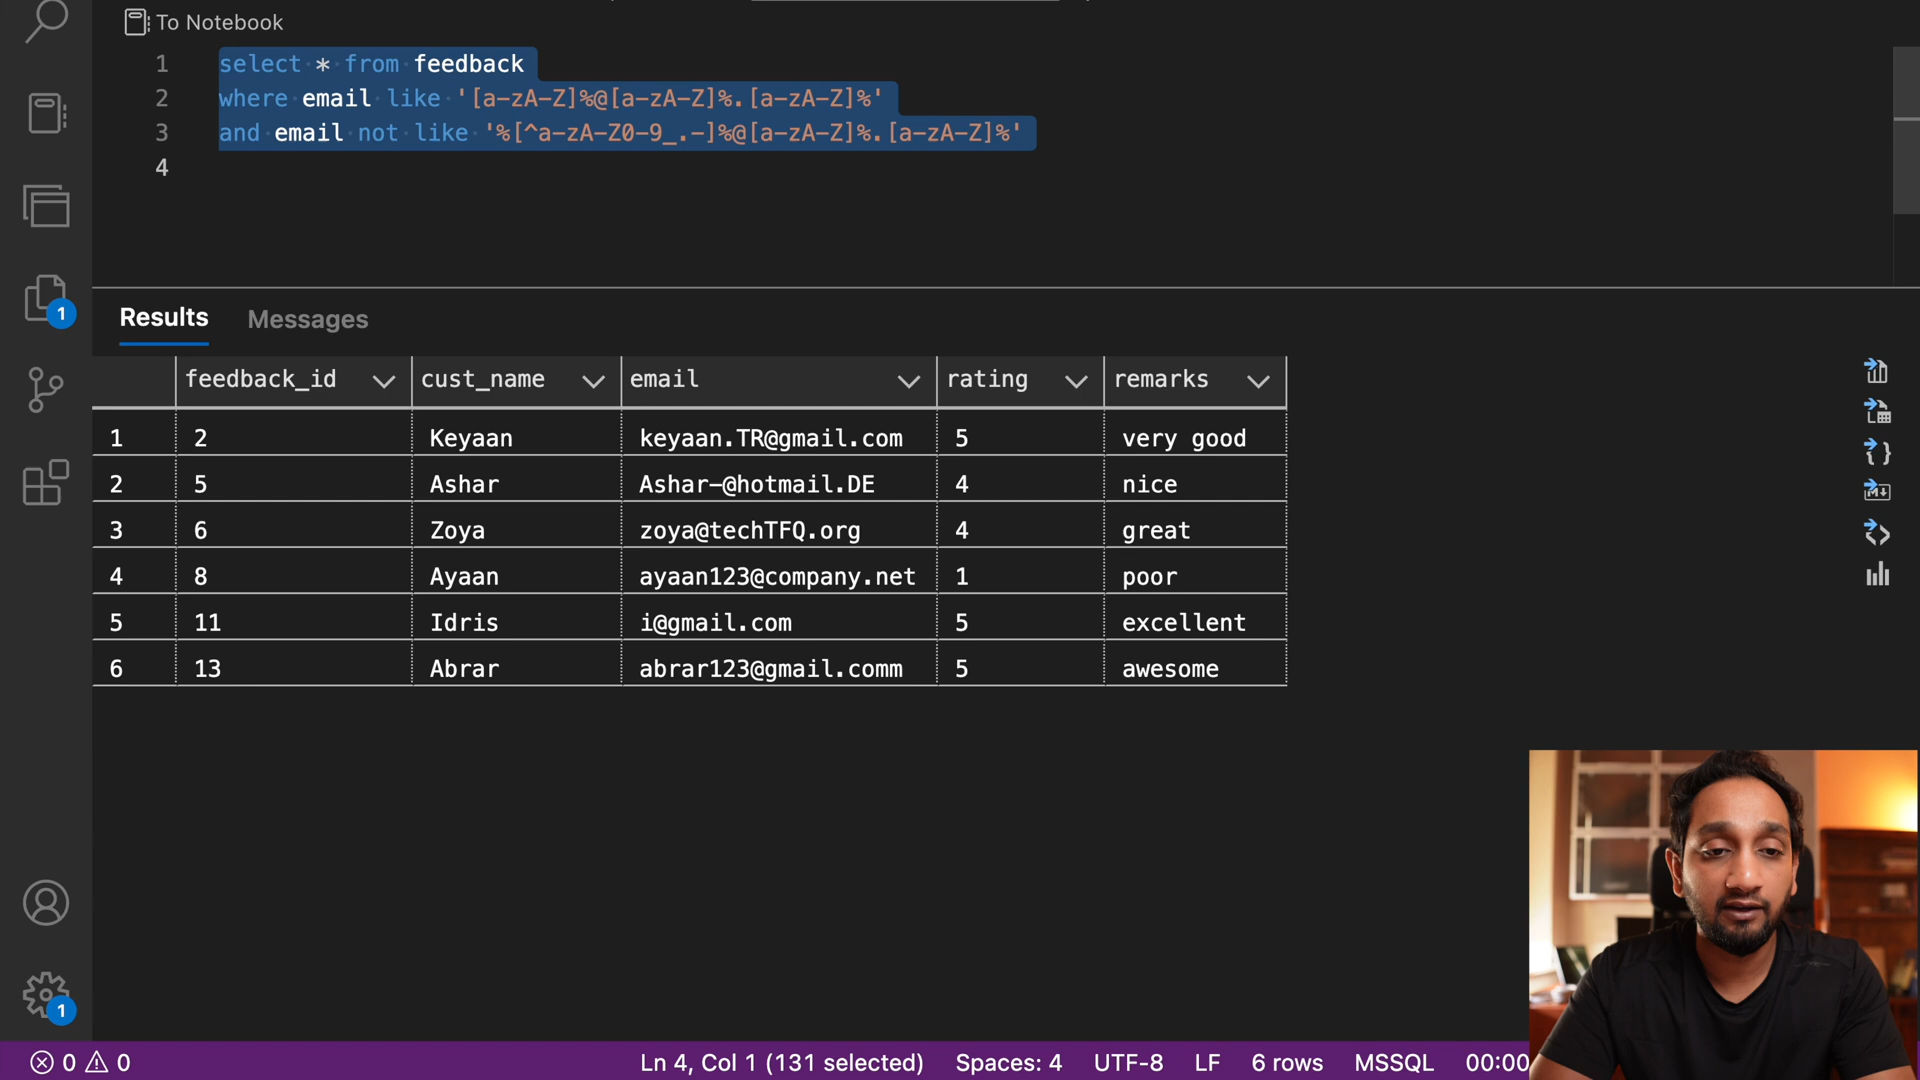 To Notebook
1 select * from feedback
2 where email like '[a-zA-Z]%@[a-zA-Z]%.[a-zA-Z]%'
3 and email not like '%[^a-zA-Z0-9_.-]%@[a-zA-Z]%.[a-zA-Z]%'
4
1
Results Messages
feedback_id cust_name email rating remarks
1 2 Keyaan keyaan.TR@gmail.com 5 very good
2 5 Ashar Ashar-@hotmail.DE 4 nice
3 6 Zoya zoya@techTFQ.org 4 great
4 8 Ayaan ayaan123@company.net 1 poor
5 11 Idris i@gmail.com 5 excellent
6 13 Abrar abrar123@gmail.comm 5 awesome
1
0 0 Ln 4, Col 1 (131 selected) Spaces: 4 UTF-8 LF 6 rows MSSQL 00:00